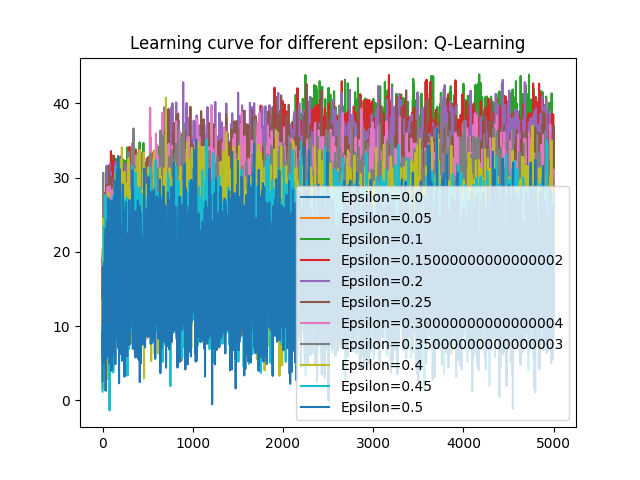 Learning curve for different epsilon: Q-Learning
40
30
20
10
0
Epsilon=0.0
Epsilon=0.05
Epsilon=0.1
Epsilon=0.15000000000000002
Epsilon=0.2
Epsilon=0.25
Epsilon=0.30000000000000004
Epsilon=0.35000000000000003
Epsilon=0.4
Epsilon=0.45
Epsilon=0.5
0 1000 2000 3000 4000 5000